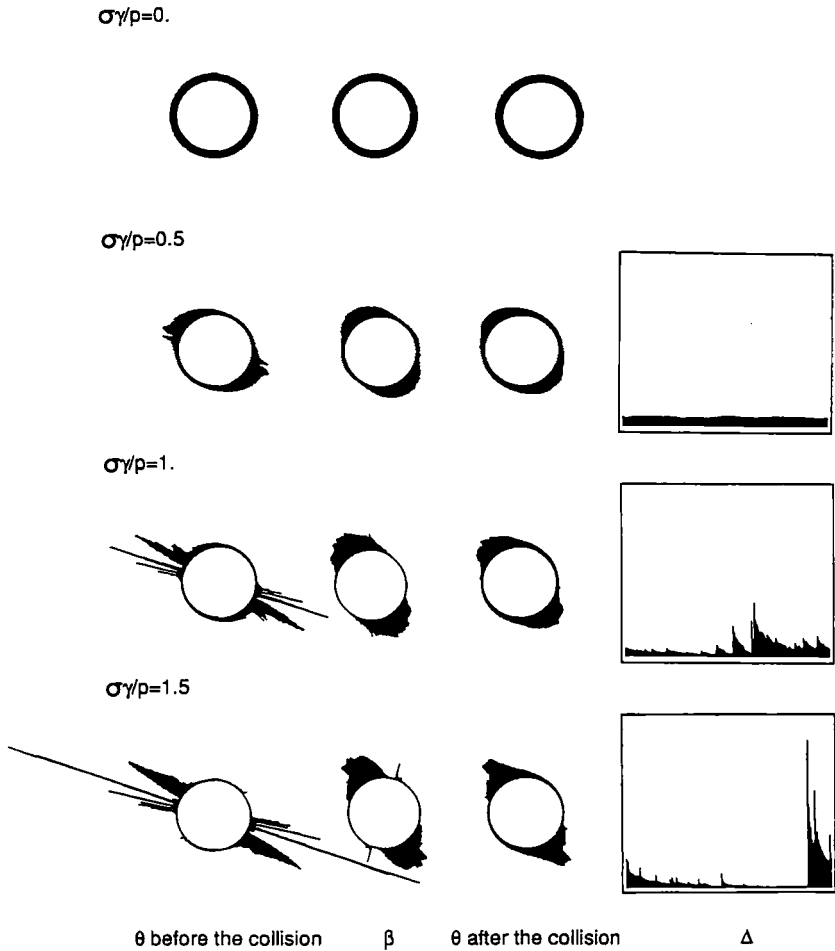 σγ/p=0.
σγ/p=0.5
σγ/p=1.
σγ/p=1.5
θ before the collision β θ after the collision Δ